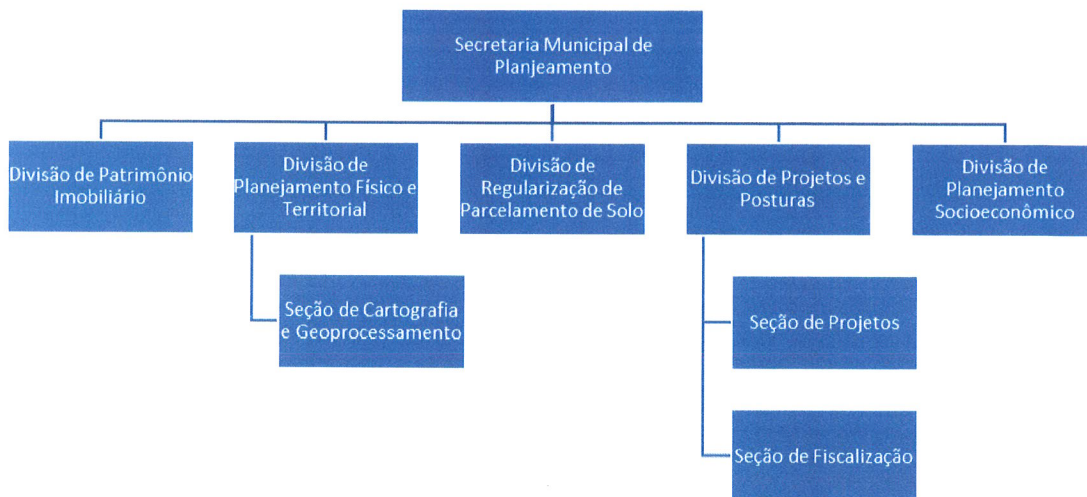 Secretaria Municipal de
Planjeamento
Divisão de Patrimônio
Imobiliário
Divisão de
Planejamento Físico e
Territorial
Divisão de
Regularização de
Parcelamento de Solo
Divisão de Projetos e
Posturas
Divisão de
Planejamento
Socioeconômico
Seção de Cartografia
e Geoprocessamento
Seção de Projetos
Seção de Fiscalização